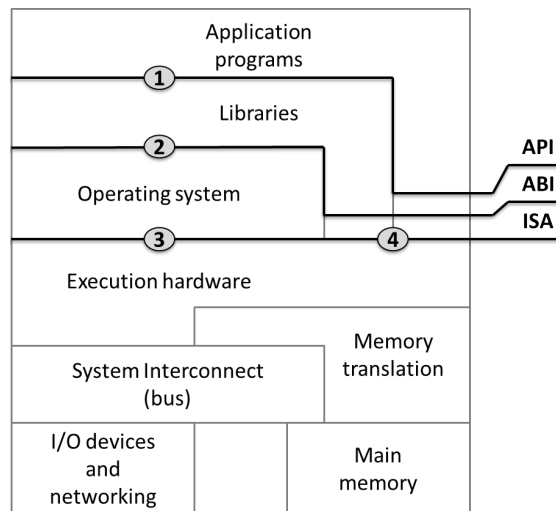 Application
programs
1
Libraries
2
API
ABI
Operating system
ISA
3
4
Execution hardware
Memory
translation
System Interconnect
(bus)
I/O devices
and
networking
Main
memory